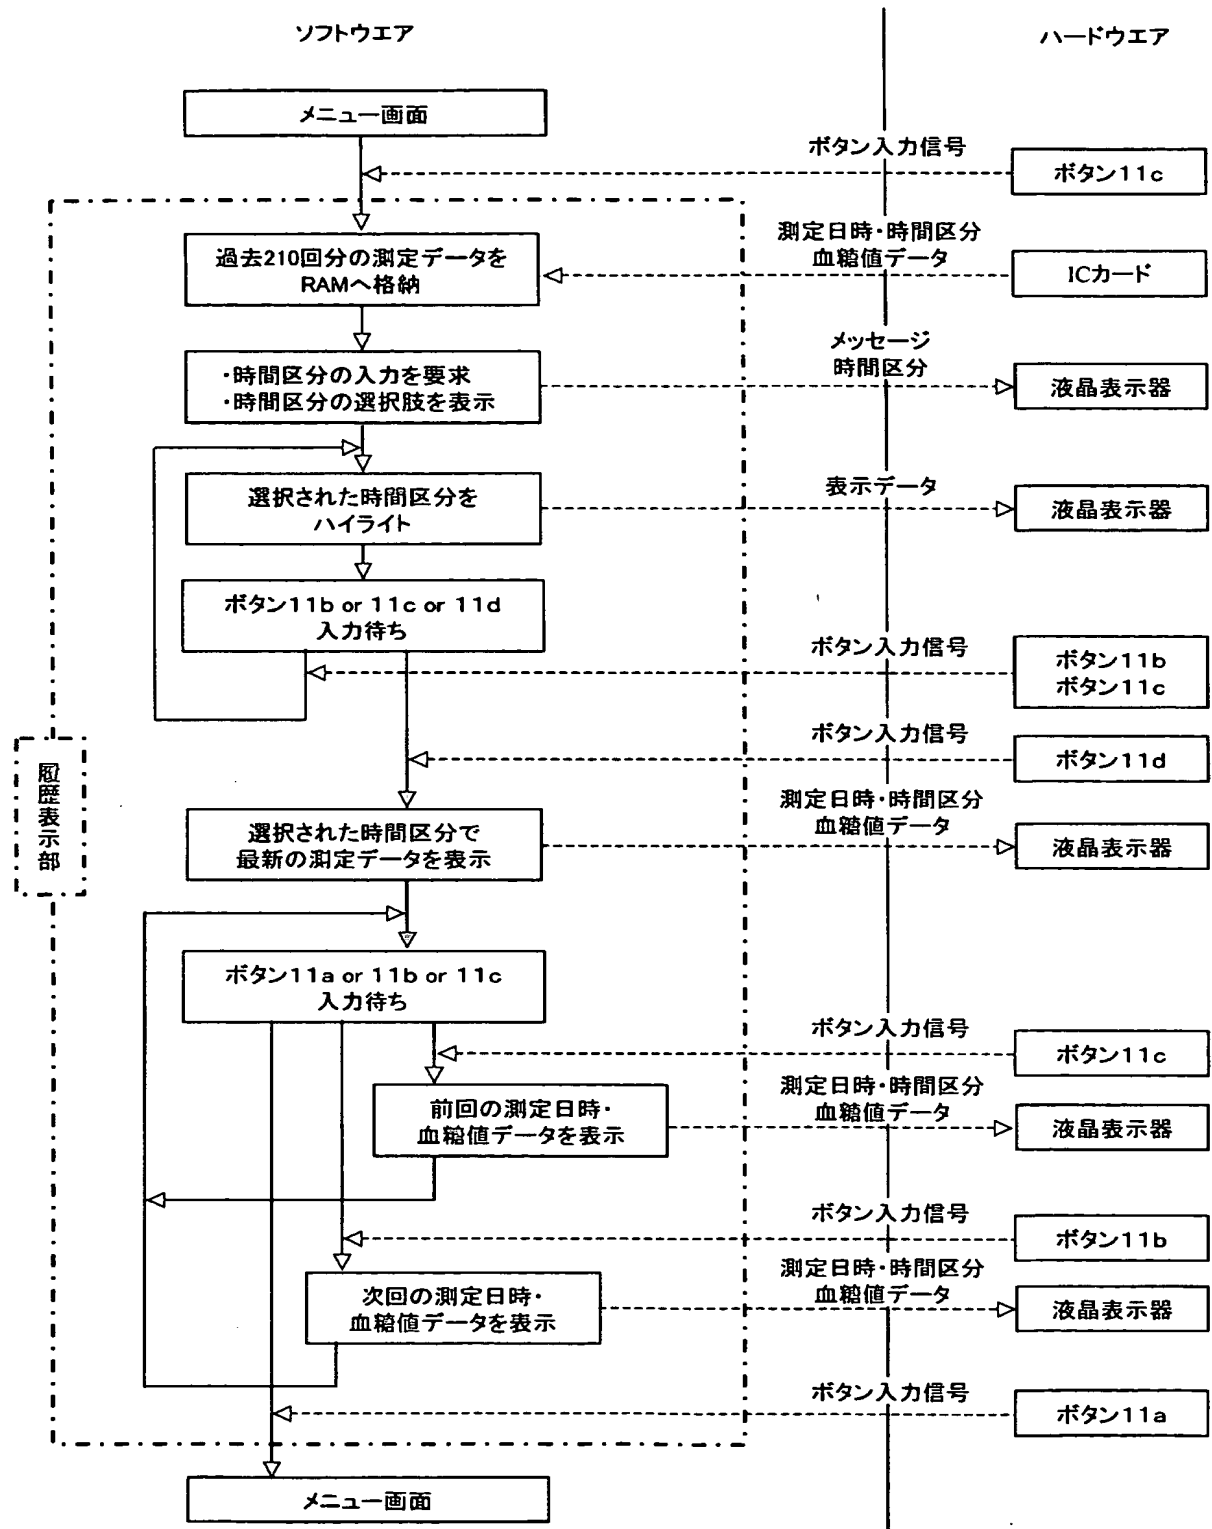 ソフトウエア
ハードウエア
メニュー画面
ボタン入力信号
ボタン11c
測定日時・時間区分
血糖値データ
過去210回分の測定データを
RAMへ格納
ICカード
メッセージ
時間区分
・時間区分の入力を要求
・時間区分の選択肢を表示
液晶表示器
表示データ
選択された時間区分を
ハイライト
液晶表示器
ボタン11b or 11c or 11d
入力待ち
ボタン入力信号
ボタン11b
ボタン11c
ボタン入力信号
ボタン11d
履歴表示部
測定日時・時間区分
血糖値データ
選択された時間区分で
最新の測定データを表示
液晶表示器
ボタン11a or 11b or 11c
入力待ち
ボタン入力信号
ボタン11c
測定日時・時間区分
血糖値データ
前回の測定日時・
血糖値データを表示
液晶表示器
ボタン入力信号
ボタン11b
測定日時・時間区分
血糖値データ
次回の測定日時・
血糖値データを表示
液晶表示器
ボタン入力信号
ボタン11a
メニュー画面